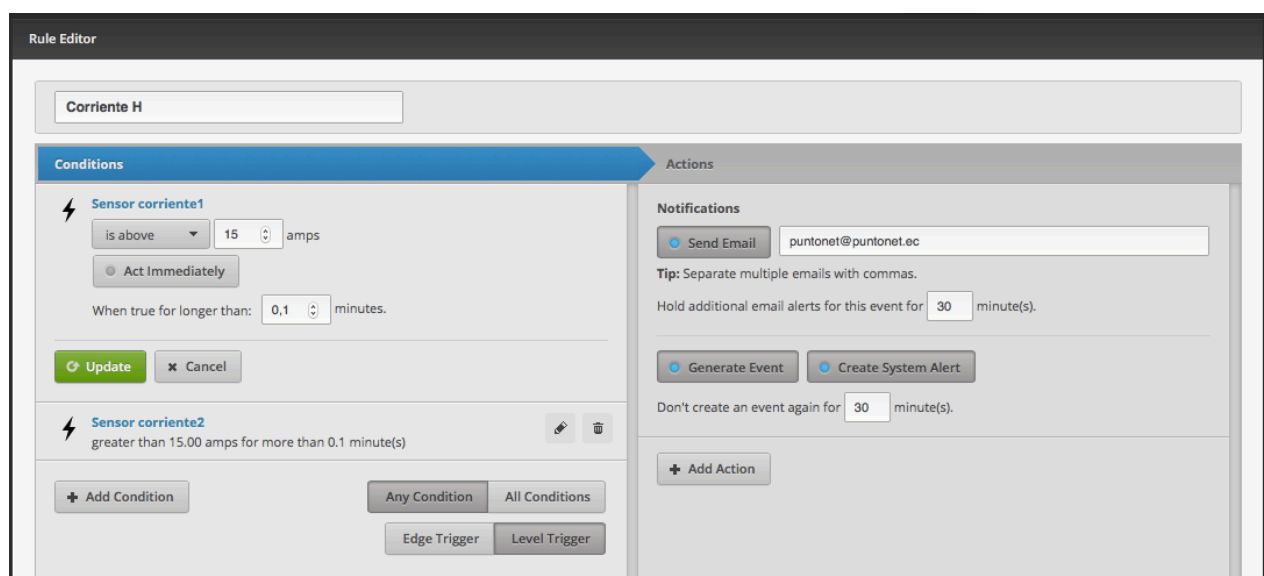 Rule Editor
Corriente H
Conditions
Sensor corriente1
is above 15 amps
Act Immediately
When true for longer than: 0,1 minutes.
Update Cancel
Sensor corriente2
greater than 15.00 amps for more than 0.1 minute(s)
Add Condition Any Condition All Conditions
Edge Trigger Level Trigger
Actions
Notifications
Send Email puntonet@puntonet.ec
Tip: Separate multiple emails with commas.
Hold additional email alerts for this event for 30 minute(s).
Generate Event Create System Alert
Don't create an event again for 30 minute(s).
Add Action